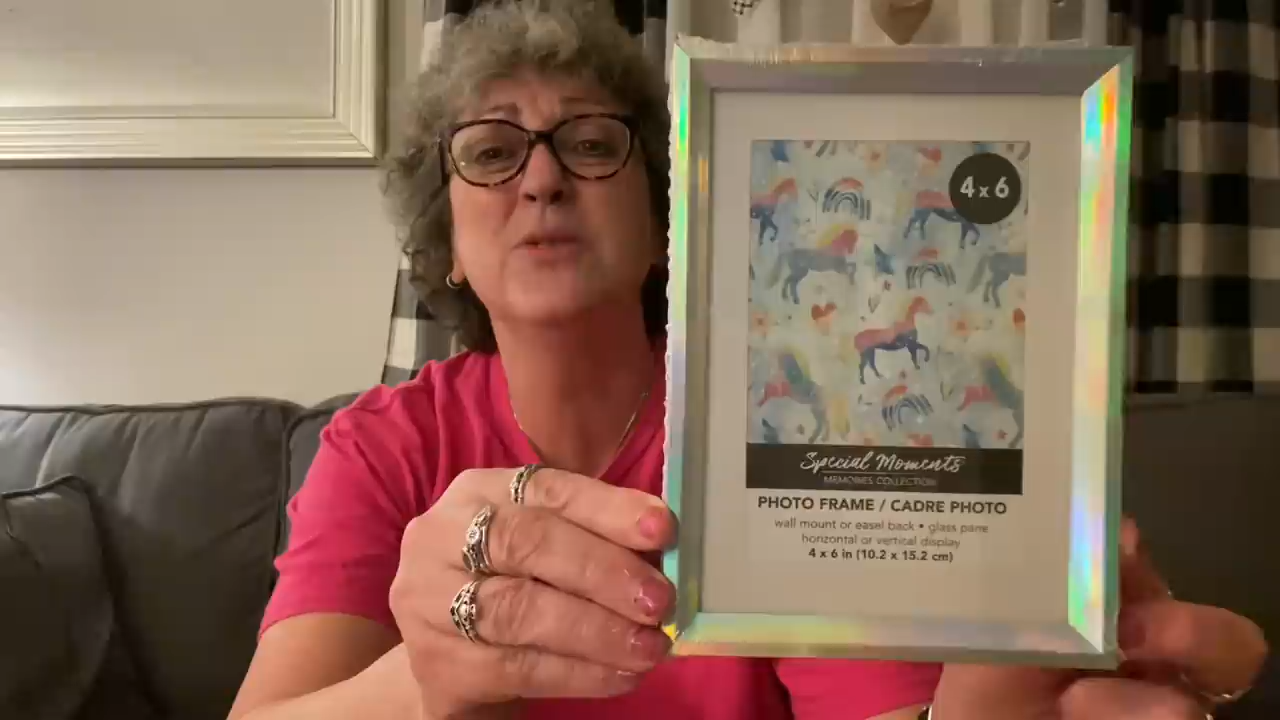 4 x 6
Special Moments
MEMORIES COLLECTION
PHOTO FRAME / CADRE PHOTO
wall mount or easel back • glass pane
horizontal or vertical display
4 x 6 in (10.2 x 15.2 cm)